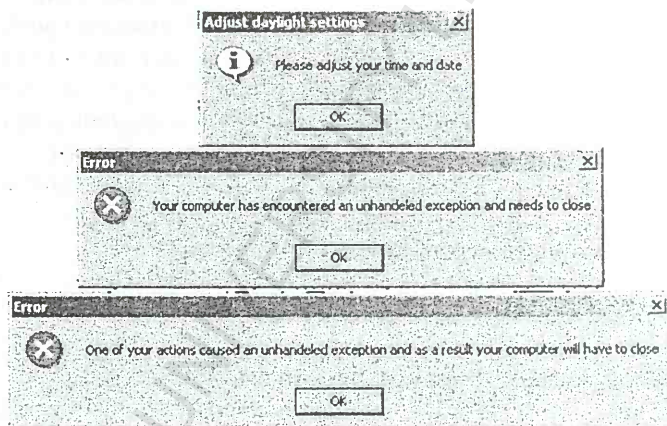 Adjust daylight settings
Please adjust your time and date
OK
Error
Your computer has encountered an unhandeled exception and needs to close
OK
Error
One of your actions caused an unhandeled exception and as a result your computer will have to close
OK